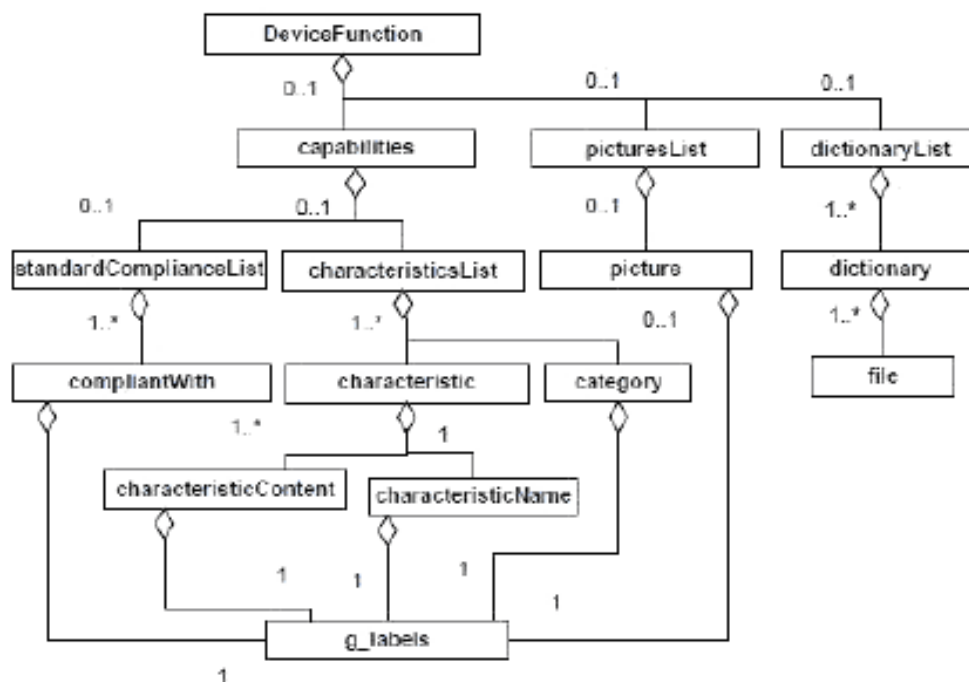 DeviceFunction
0..1
0..1
0..1
capabilities
picturesList
dictionaryList
0..1
0..1
0..1
1..*
standardComplianceList
characteristicsList
picture
dictionary
1..*
1..*
0..1
1..*
compliantWith
characteristic
category
file
1..*
1
characteristicContent
characteristicName
1
1
1
1
g_labels
1